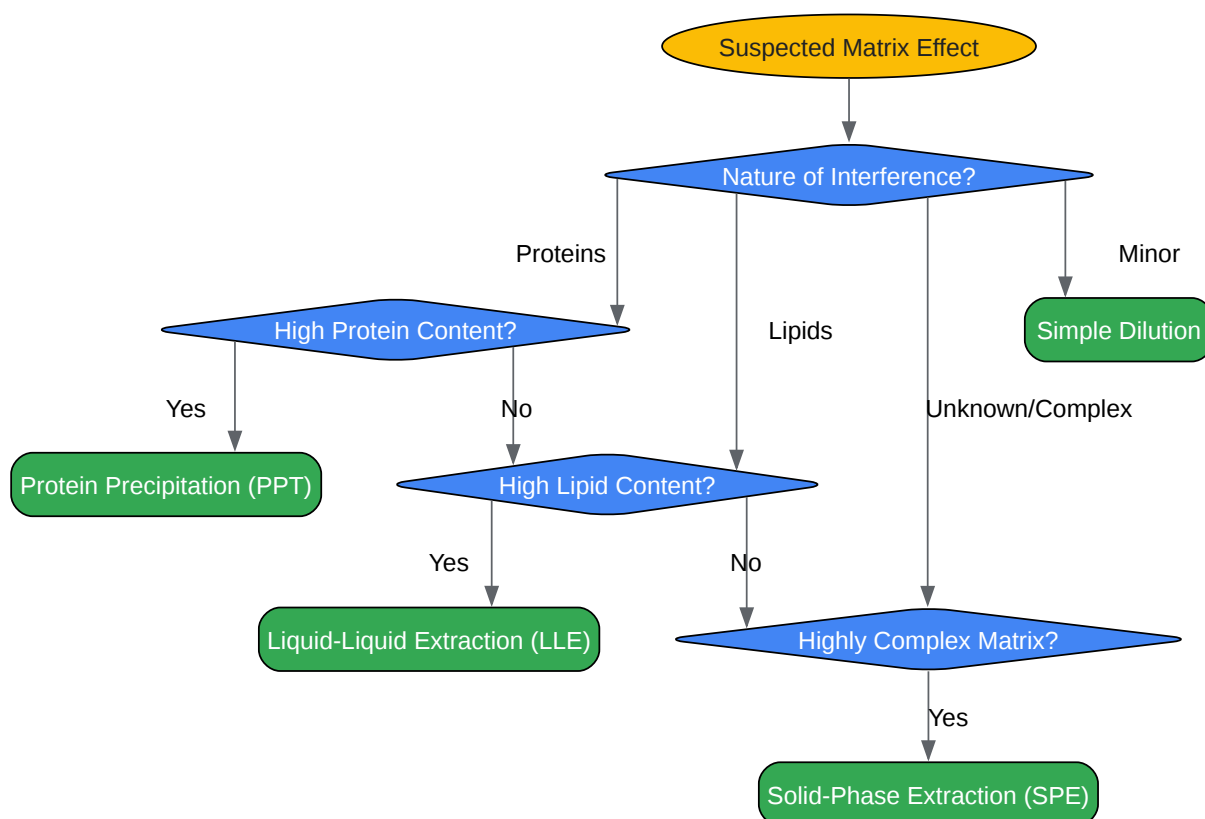 Suspected Matrix Effect
Nature of Interference?
Proteins
Minor
High Protein Content?
Lipids
Simple Dilution
Yes
No
Unknown/Complex
Protein Precipitation (PPT)
High Lipid Content?
Yes
No
Liquid-Liquid Extraction (LLE)
Highly Complex Matrix?
Yes
Solid-Phase Extraction (SPE)